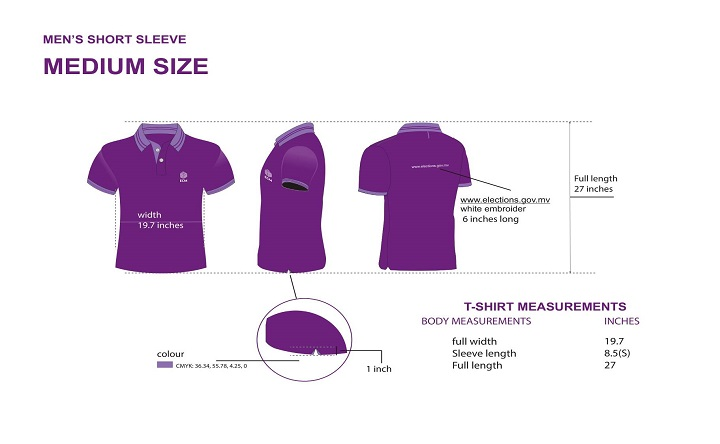 MEN'S SHORT SLEEVE
MEDIUM SIZE
ECM
www.elections.gov.mv
width
19.7 inches
Full length
27 inches
www.elections.gov.mv
white embroider
6 inches long
T-SHIRT MEASUREMENTS
BODY MEASUREMENTS INCHES
full width 19.7
Sleeve length 8.5(S)
Full length 27
colour
CMYK: 36.34, 55.78, 4.25, 0
1 inch